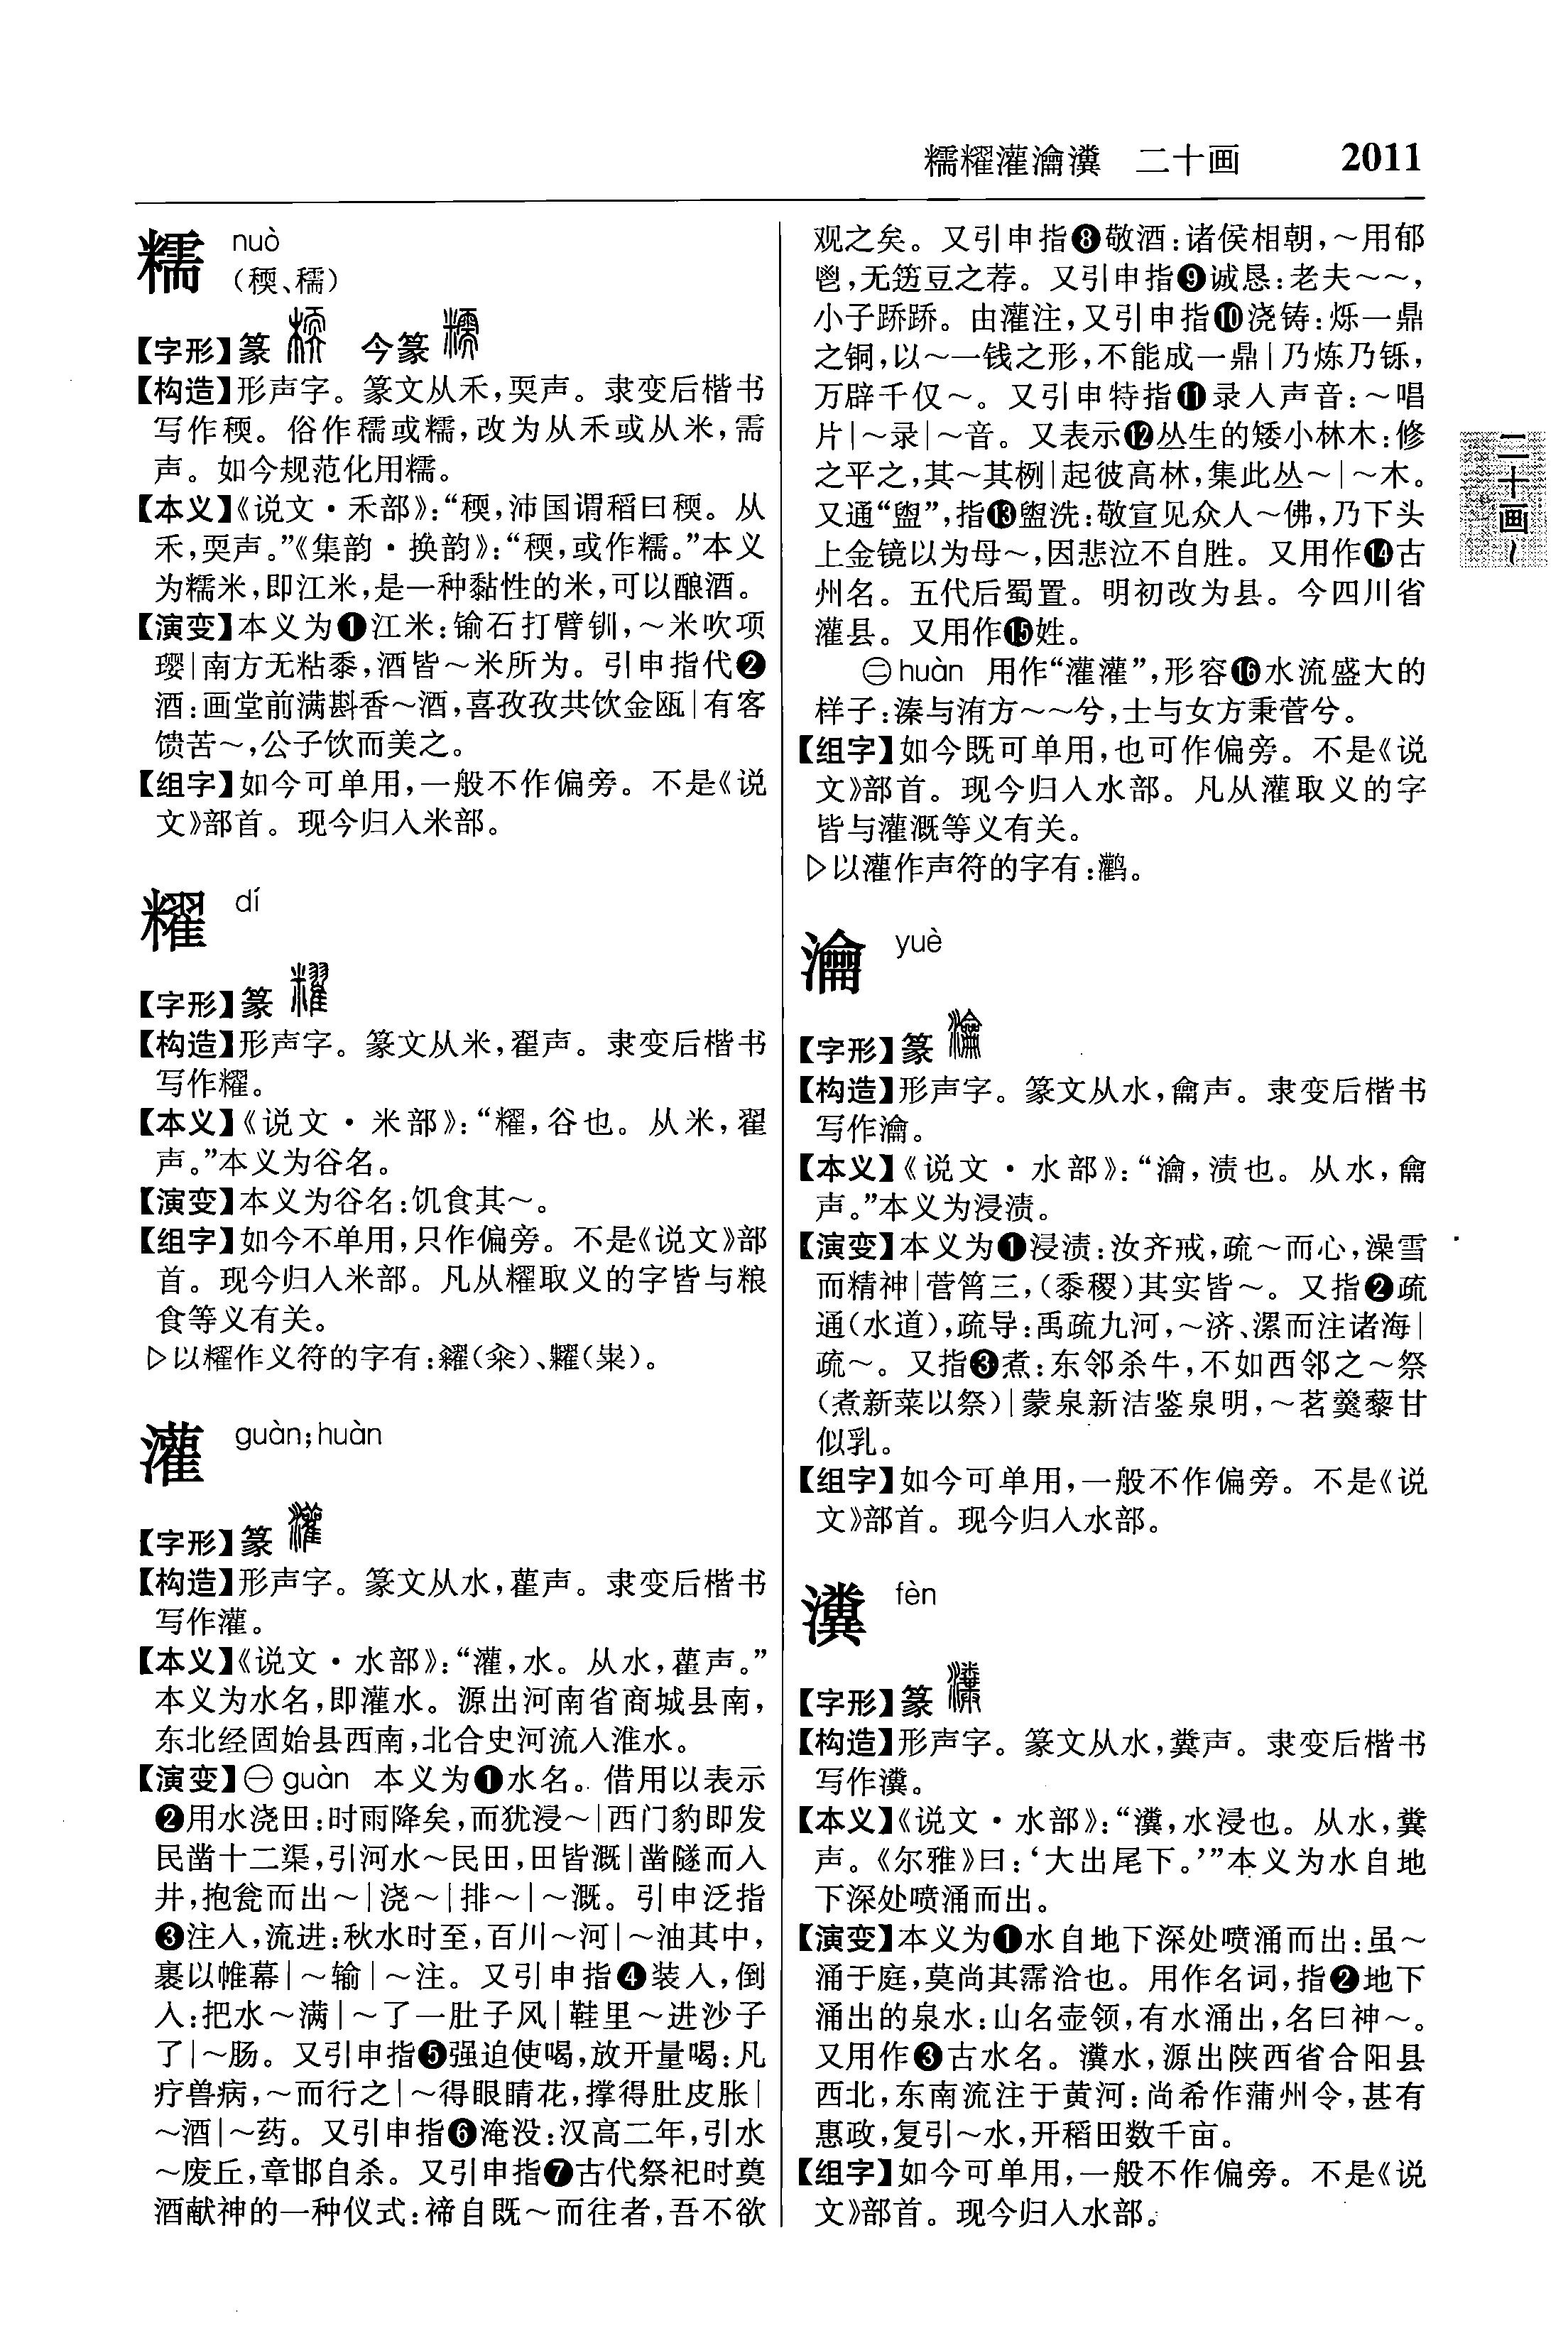 糯糴灌瀹瀵　二十画　2011
糯 nuò
（稬、穤）
【字形】篆　今篆
【构造】形声字。篆文从禾，耎声。隶变后楷书
写作稬。俗作穤或糯，改为从禾或从米，需
声。如今规范化用糯。
【本义】《说文·禾部》：“稬，沛国谓稻曰稬。从
禾，耎声。”《集韵·换韵》：“稬，或作糯。”本义
为糯米，即江米，是一种黏性的米，可以酿酒。
【演变】本义为❶江米：输石打臂钏，～米吹项
璎｜南方无粘黍，酒皆～米所为。引申指代❷
酒：画堂前满斟香～酒，喜孜孜共饮金瓯｜有客
馈苦～，公子饮而美之。
【组字】如今可单用，一般不作偏旁。不是《说
文》部首。现今归入米部。
糴 dí
【字形】篆
【构造】形声字。篆文从米，翟声。隶变后楷书
写作糴。
【本义】《说文·米部》：“糴，谷也。从米，翟
声。”本义为谷名。
【演变】本义为谷名：饥食其～。
【组字】如今不单用，只作偏旁。不是《说文》部
首。现今归入米部。凡从糴取义的字皆与粮
食等义有关。
▷以糴作义符的字有：糴（籴）、糶（粜）。
灌 guàn；huàn
【字形】篆
【构造】形声字。篆文从水，雚声。隶变后楷书
写作灌。
【本义】《说文·水部》：“灌，水。从水，雚声。”
本义为水名，即灌水。源出河南省商城县南，
东北经固始县西南，北合史河流入淮水。
【演变】㊀guàn 本义为❶水名。借用以表示
❷用水浇田：时雨降矣，而犹浸～｜西门豹即发
民凿十二渠，引河水～民田，田皆溉｜凿隧而入
井，抱瓮而出～｜浇～｜排～｜～溉。引申泛指
❸注入，流进：秋水时至，百川～河｜～油其中，
裹以帷幕｜～输｜～注。又引申指❹装入，倒
入：把水～满｜～了一肚子风｜鞋里～进沙子
了｜～肠。又引申指❺强迫使喝，放开量喝：凡
疗兽病，～而行之｜～得眼睛花，撑得肚皮胀｜
～酒｜～药。又引申指❻淹没：汉高二年，引水
～废丘，章邯自杀。又引申指❼古代祭祀时奠
酒献神的一种仪式：禘自既～而往者，吾不欲
观之矣。又引申指❽敬酒：诸侯相朝，～用郁
鬯，无笾豆之荐。又引申指❾诚恳：老夫～～，
小子跻跻。由灌注，又引申指❿浇铸：烁一鼎
之铜，以～一钱之形，不能成一鼎｜乃炼乃铄，
万辟千仅～。又引申特指⓫录入声音：～唱
片｜～录｜～音。又表示⓬丛生的矮小林木：修
之平之，其～其栵｜起彼高林，集此丛～｜～木。
又通“盥”，指⓭盥洗：敬宣见众人～佛，乃下头
上金镜以为母～，因悲泣不自胜。又用作⓮古
州名。五代后蜀置。明初改为县。今四川省
灌县。又用作⓯姓。
㊁huàn 用作“灌灌”，形容⓰水流盛大的
样子：溱与洧方～～兮，士与女方秉菅兮。
【组字】如今既可单用，也可作偏旁。不是《说
文》部首。现今归入水部。凡从灌取义的字
皆与灌溉等义有关。
▷以灌作声符的字有：鹳。
瀹 yuè
【字形】篆
【构造】形声字。篆文从水，龠声。隶变后楷书
写作瀹。
【本义】《说文·水部》：“瀹，渍也。从水，龠
声。”本义为浸渍。
【演变】本义为❶浸渍：汝齐戒，疏～而心，澡雪
而精神｜菅筲三，（黍稷）其实皆～。又指❷疏
通（水道），疏导：禹疏九河，～济、漯而注诸海｜
疏～。又指❸煮：东邻杀牛，不如西邻之～祭
（煮新菜以祭）｜蒙泉新洁鉴泉明，～茗羹藜甘
似乳。
【组字】如今可单用，一般不作偏旁。不是《说
文》部首。现今归入水部。
瀵 fèn
【字形】篆
【构造】形声字。篆文从水，粪声。隶变后楷书
写作瀵。
【本义】《说文·水部》：“瀵，水浸也。从水，粪
声。《尔雅》曰：‘大出尾下。’”本义为水自地
下深处喷涌而出。
【演变】本义为❶水自地下深处喷涌而出：虽～
涌于庭，莫尚其霈洽也。用作名词，指❷地下
涌出的泉水：山名壶领，有水涌出，名曰神～。
又用作❸古水名。瀵水，源出陕西省合阳县
西北，东南流注于黄河：尚希作蒲州令，甚有
惠政，复引～水，开稻田数千亩。
【组字】如今可单用，一般不作偏旁。不是《说
文》部首。现今归入水部。
二十画～